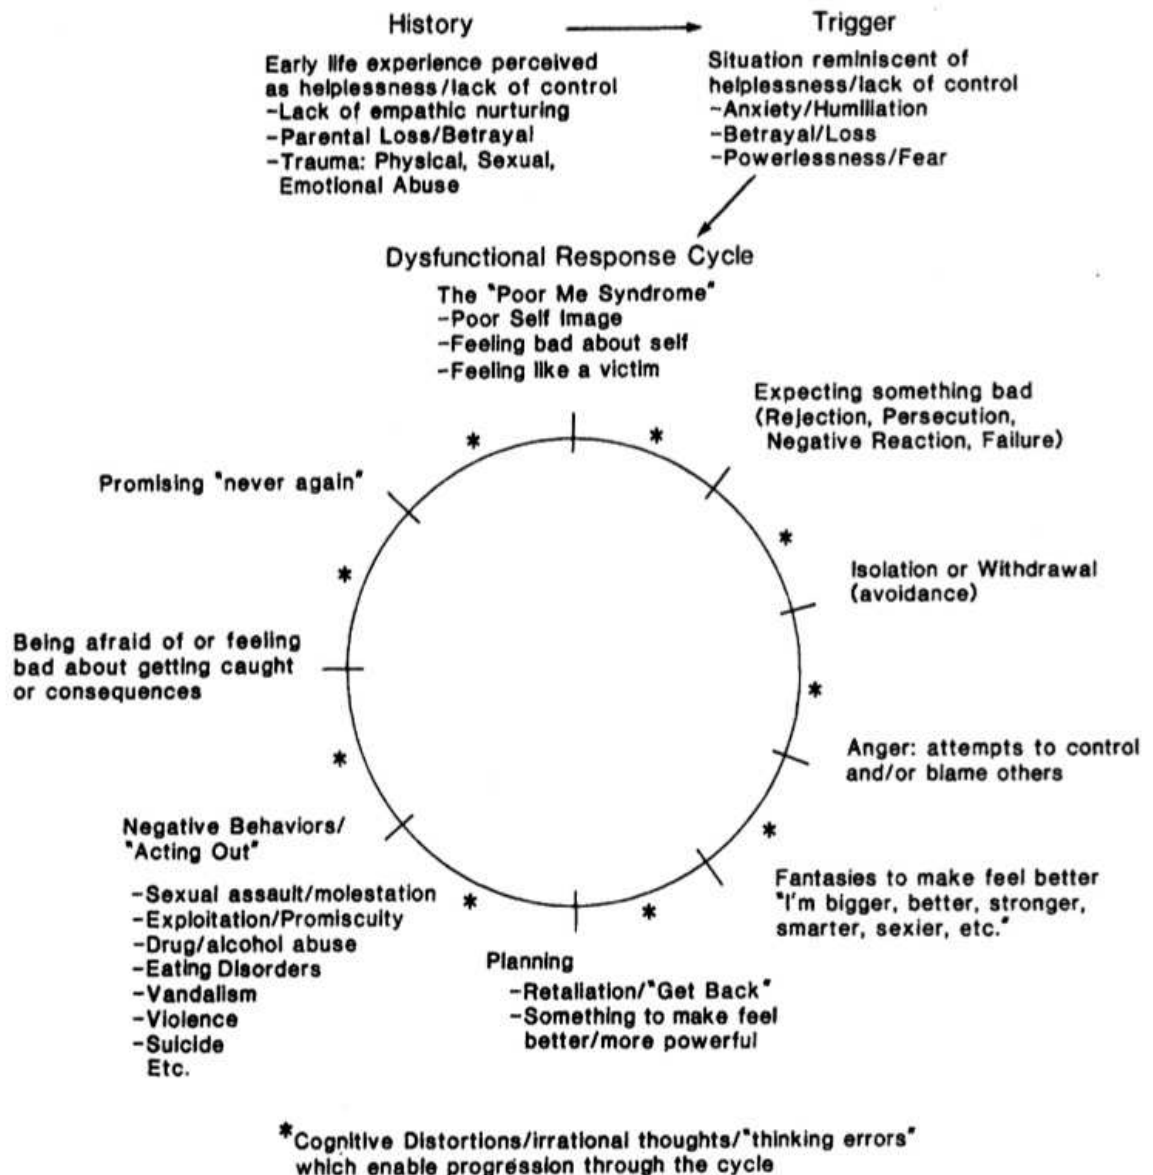 History
Trigger
Early life experience perceived
as helplessness/lack of control
-Lack of empathic nurturing
-Parental Loss/Betrayal
-Trauma: Physical, Sexual,
Emotional Abuse
Situation reminiscent of
helplessness/lack of control
-Anxiety/Humiliation
-Betrayal/Loss
-Powerlessness/Fear
Dysfunctional Response Cycle
The "Poor Me Syndrome"
-Poor Self Image
-Feeling bad about self
-Feeling like a victim
Expecting something bad
(Rejection, Persecution,
Negative Reaction, Failure)
Isolation or Withdrawal
(avoidance)
Anger: attempts to control
and/or blame others
Fantasies to make feel better
"I'm bigger, better, stronger,
smarter, sexier, etc."
Planning
-Retaliation/"Get Back"
-Something to make feel
better/more powerful
Negative Behaviors/
"Acting Out"
-Sexual assault/molestation
-Exploitation/Promiscuity
-Drug/alcohol abuse
-Eating Disorders
-Vandalism
-Violence
-Suicide
Etc.
Being afraid of or feeling
bad about getting caught
or consequences
Promising "never again"
*Cognitive Distortions/irrational thoughts/"thinking errors"
which enable progression through the cycle